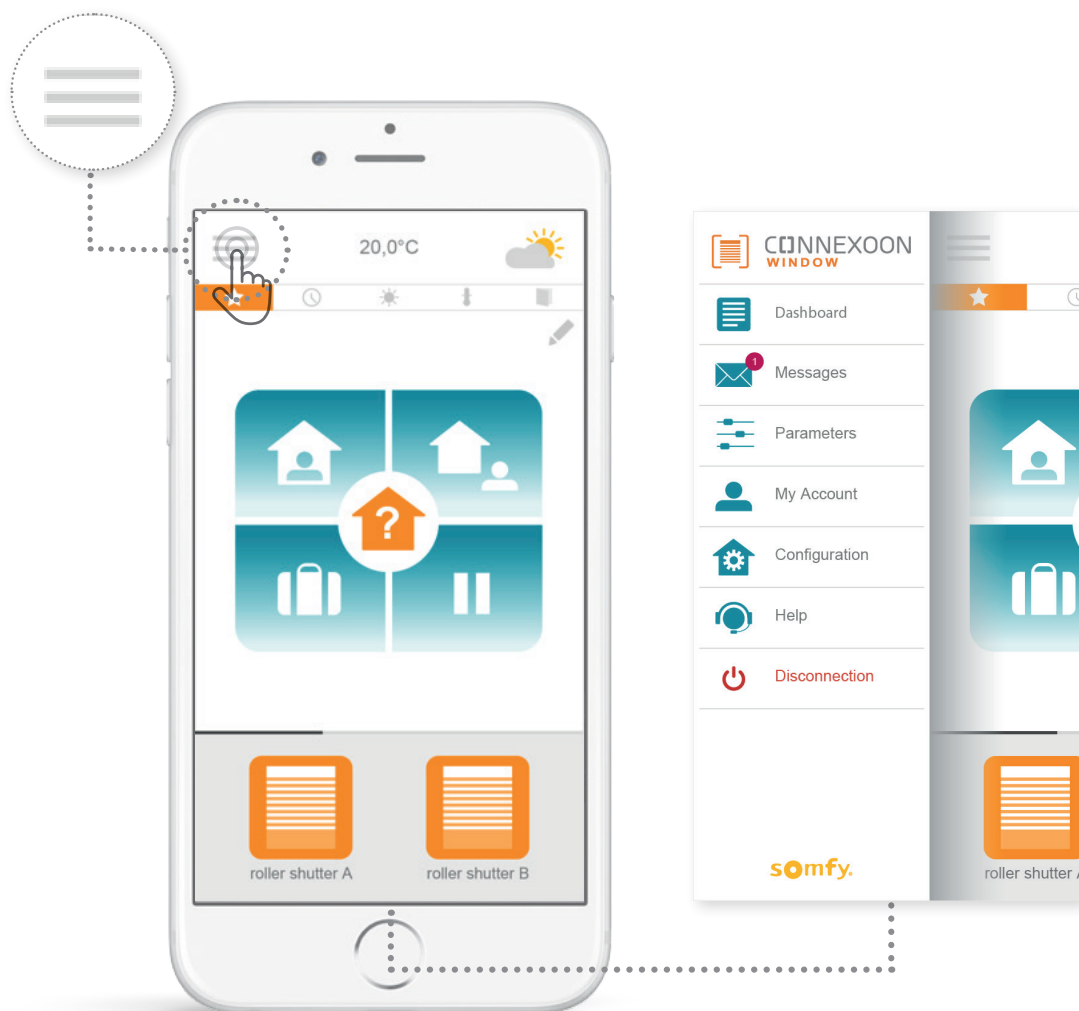 20,0°C
?
roller shutter A
roller shutter B
CONNEXOON
WINDOW
Dashboard
1
Messages
Parameters
My Account
Configuration
Help
Disconnection
somfy.
roller shutter A